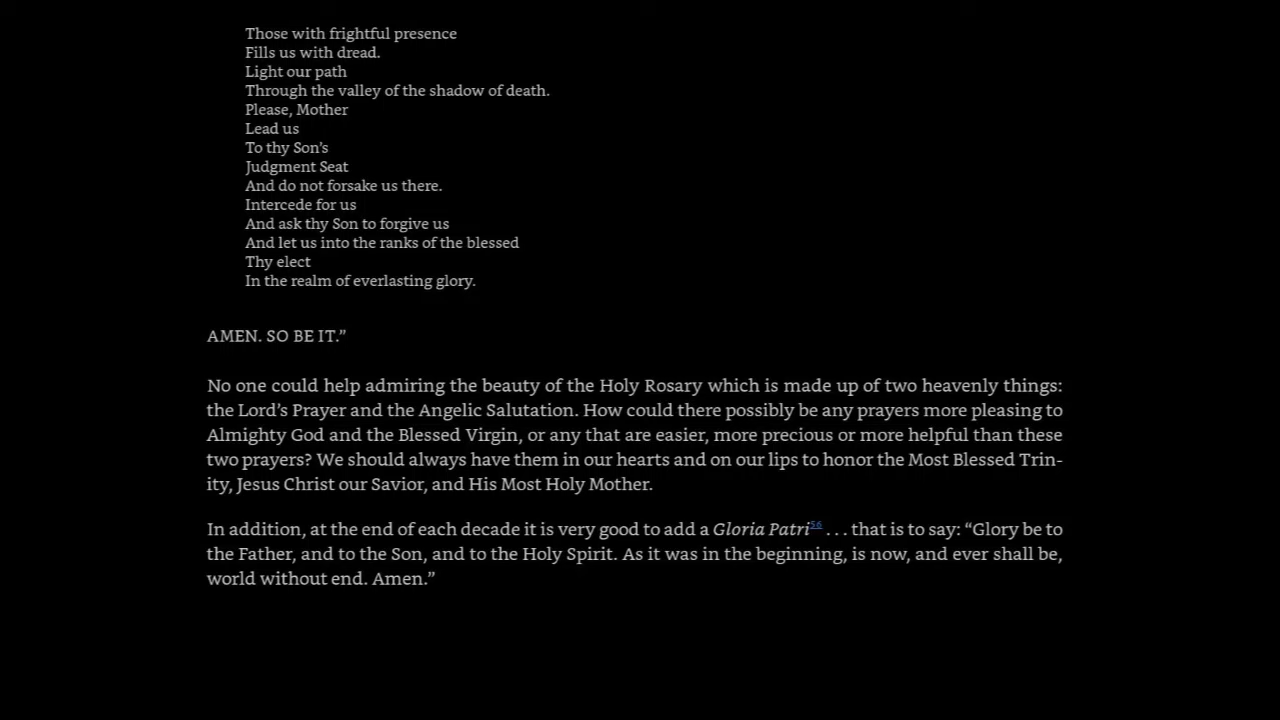 Those with frightful presence
Fills us with dread.
Light our path
Through the valley of the shadow of death.
Please, Mother
Lead us
To thy Son’s
Judgment Seat
And do not forsake us there.
Intercede for us
And ask thy Son to forgive us
And let us into the ranks of the blessed
Thy elect
In the realm of everlasting glory.
AMEN. SO BE IT.”
No one could help admiring the beauty of the Holy Rosary which is made up of two heavenly things:
the Lord’s Prayer and the Angelic Salutation. How could there possibly be any prayers more pleasing to
Almighty God and the Blessed Virgin, or any that are easier, more precious or more helpful than these
two prayers? We should always have them in our hearts and on our lips to honor the Most Blessed Trin-
ity, Jesus Christ our Savior, and His Most Holy Mother.
In addition, at the end of each decade it is very good to add a Gloria Patri56 . . . that is to say: “Glory be to
the Father, and to the Son, and to the Holy Spirit. As it was in the beginning, is now, and ever shall be,
world without end. Amen.”